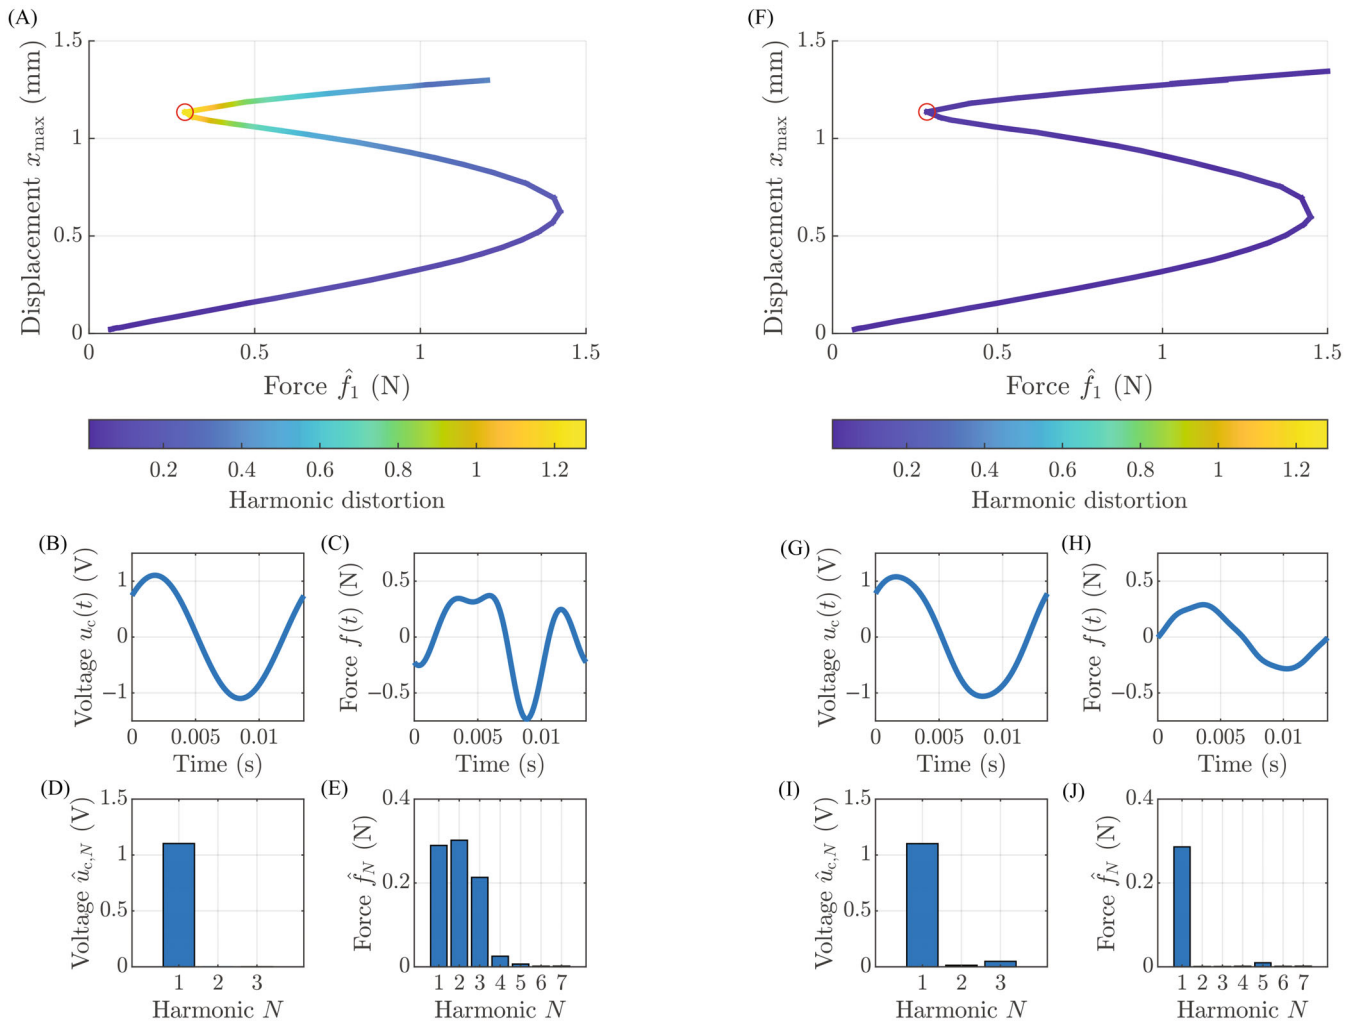 (A)
Displacement x_max (mm)
1.5
1
0.5
0
0 0.5 1 1.5
Force f̂_1 (N)
0.2 0.4 0.6 0.8 1 1.2
Harmonic distortion
(F)
Displacement x_max (mm)
1.5
1
0.5
0
0 0.5 1 1.5
Force f̂_1 (N)
0.2 0.4 0.6 0.8 1 1.2
Harmonic distortion
(B)
Voltage u_c(t) (V)
1
0
−1
0 0.005 0.01
Time (s)
(C)
Force f(t) (N)
0.5
0
−0.5
0 0.005 0.01
Time (s)
(G)
Voltage u_c(t) (V)
1
0
−1
0 0.005 0.01
Time (s)
(H)
Force f(t) (N)
0.5
0
−0.5
0 0.005 0.01
Time (s)
(D)
Voltage û_c,N (V)
1.5
1
0.5
0
1 2 3
Harmonic N
(E)
Force f̂_N (N)
0.4
0.2
0
1 2 3 4 5 6 7
Harmonic N
(I)
Voltage û_c,N (V)
1.5
1
0.5
0
1 2 3
Harmonic N
(J)
Force f̂_N (N)
0.4
0.2
0
1 2 3 4 5 6 7
Harmonic N